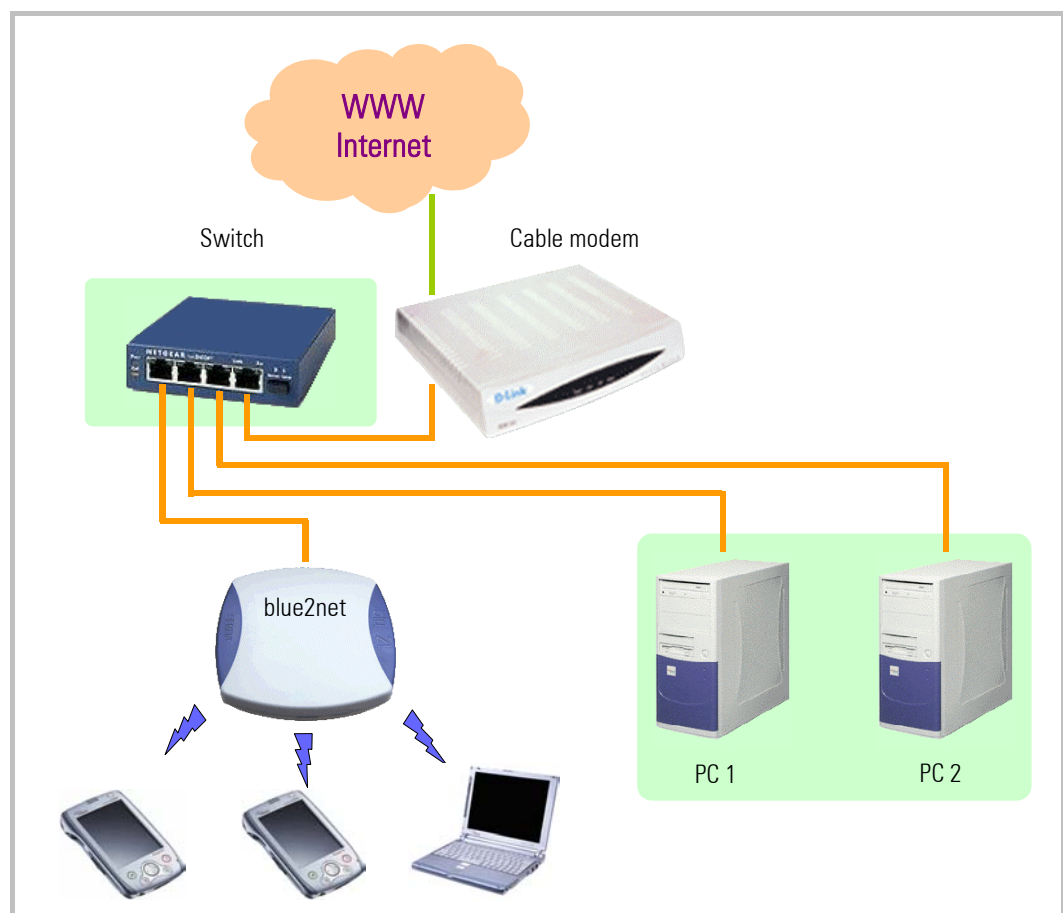 WWW
Internet
Switch
Cable modem
NETGEAR
D-Link
blue2net
PC 1
PC 2